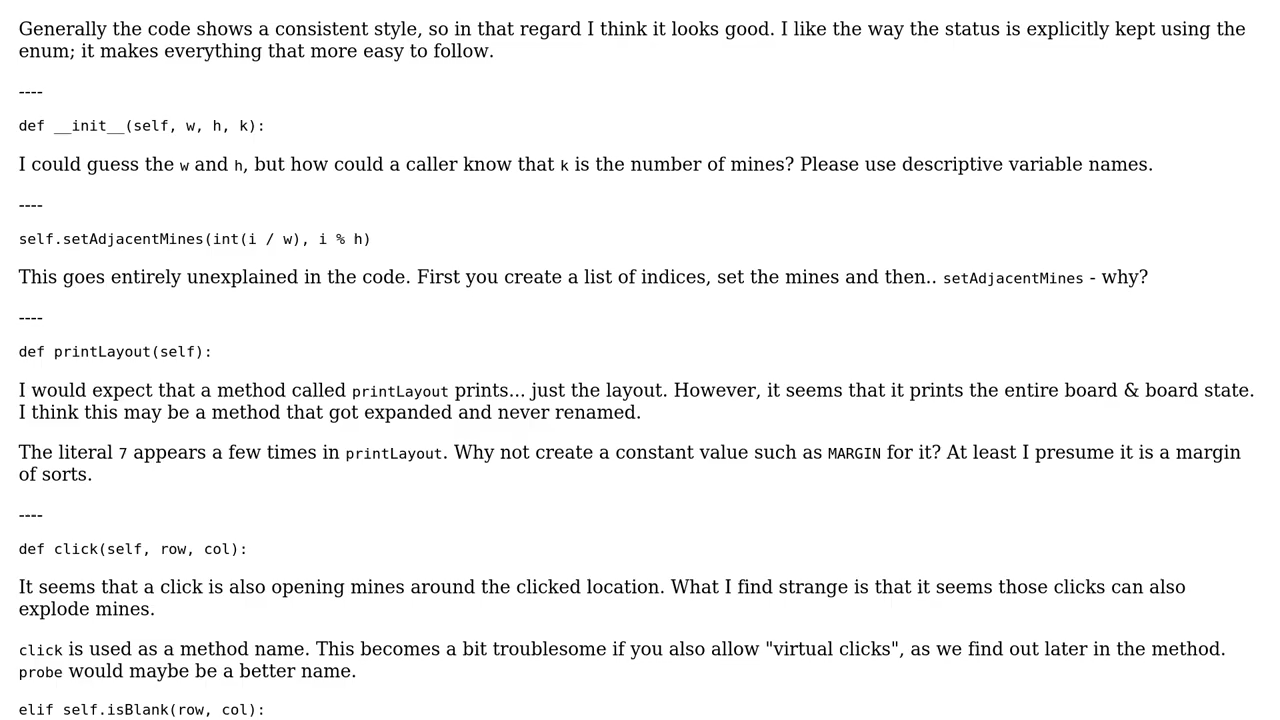 Generally the code shows a consistent style, so in that regard I think it looks good. I like the way the status is explicitly kept using the
enum; it makes everything that more easy to follow.
----
def __init__(self, w, h, k):
I could guess the w and h, but how could a caller know that k is the number of mines? Please use descriptive variable names.
----
self.setAdjacentMines(int(i / w), i % h)
This goes entirely unexplained in the code. First you create a list of indices, set the mines and then.. setAdjacentMines - why?
----
def printLayout(self):
I would expect that a method called printLayout prints... just the layout. However, it seems that it prints the entire board & board state.
I think this may be a method that got expanded and never renamed.
The literal 7 appears a few times in printLayout. Why not create a constant value such as MARGIN for it? At least I presume it is a margin
of sorts.
----
def click(self, row, col):
It seems that a click is also opening mines around the clicked location. What I find strange is that it seems those clicks can also
explode mines.
click is used as a method name. This becomes a bit troublesome if you also allow "virtual clicks", as we find out later in the method.
probe would maybe be a better name.
elif self.isBlank(row, col):